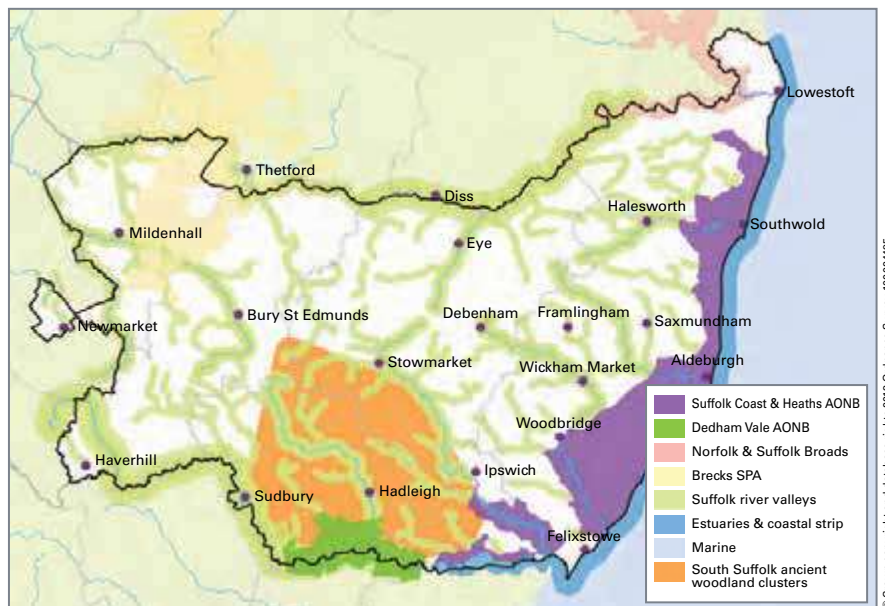 Lowestoft
Thetford
Diss
Halesworth
Southwold
Mildenhall
Eye
Bury St Edmunds
Debenham
Framlingham
Saxmundham
Newmarket
Stowmarket
Wickham Market
Aldeburgh
Woodbridge
Haverhill
Ipswich
Sudbury
Hadleigh
Felixstowe
Suffolk Coast & Heaths AONB
Dedham Vale AONB
Norfolk & Suffolk Broads
Brecks SPA
Suffolk river valleys
Estuaries & coastal strip
Marine
South Suffolk ancient
woodland clusters